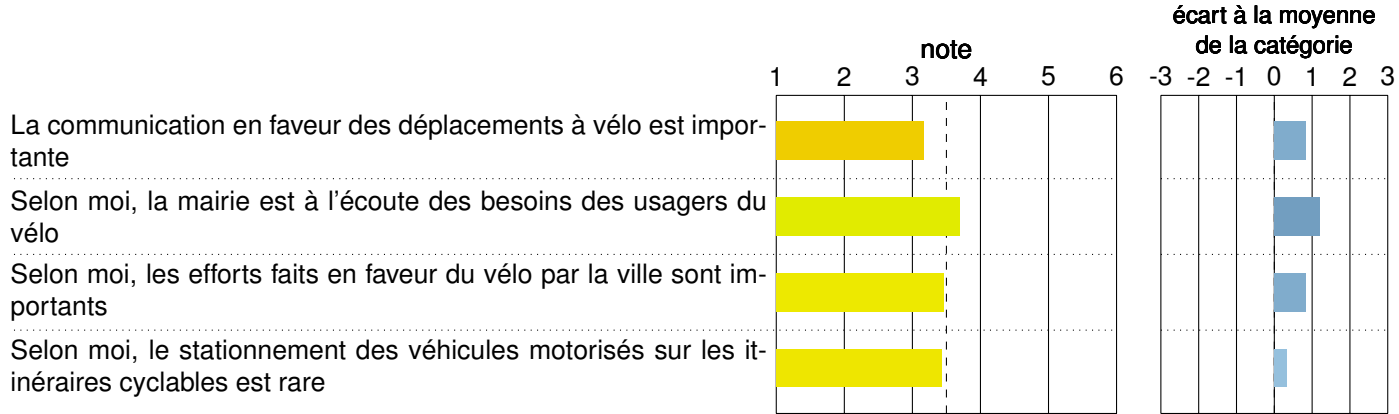 écart à la moyenne
de la catégorie
note
1 2 3 4 5 6
-3 -2 -1 0 1 2 3
La communication en faveur des déplacements à vélo est impor-
tante
Selon moi, la mairie est à l'écoute des besoins des usagers du
vélo
Selon moi, les efforts faits en faveur du vélo par la ville sont im-
portants
Selon moi, le stationnement des véhicules motorisés sur les it-
inéraires cyclables est rare